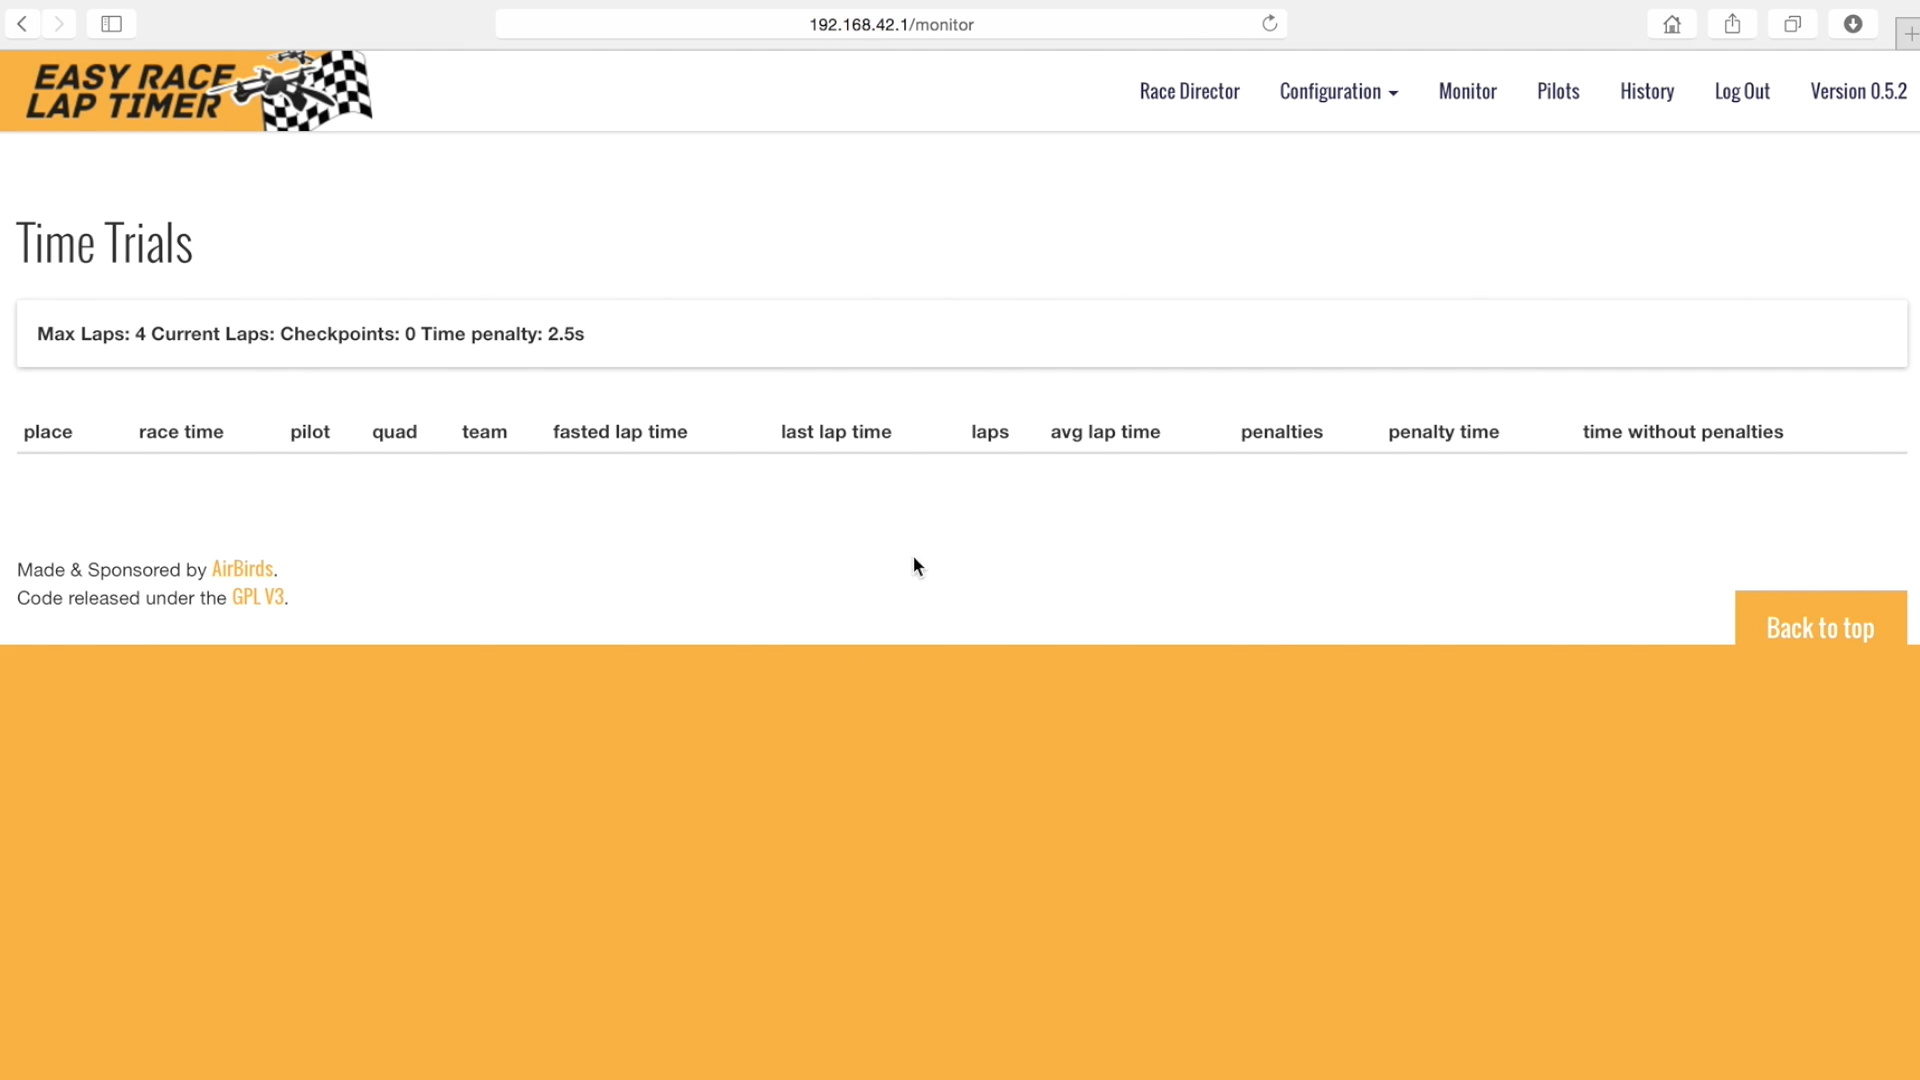 192.168.42.1/monitor
EASY RACE
LAP TIMER
Race Director Configuration Monitor Pilots History Log Out Version 0.5.2
Time Trials
Max Laps: 4 Current Laps: Checkpoints: 0 Time penalty: 2.5s
place race time pilot quad team fasted lap time last lap time laps avg lap time penalties penalty time time without penalties
Made & Sponsored by AirBirds.
Code released under the GPL V3.
Back to top